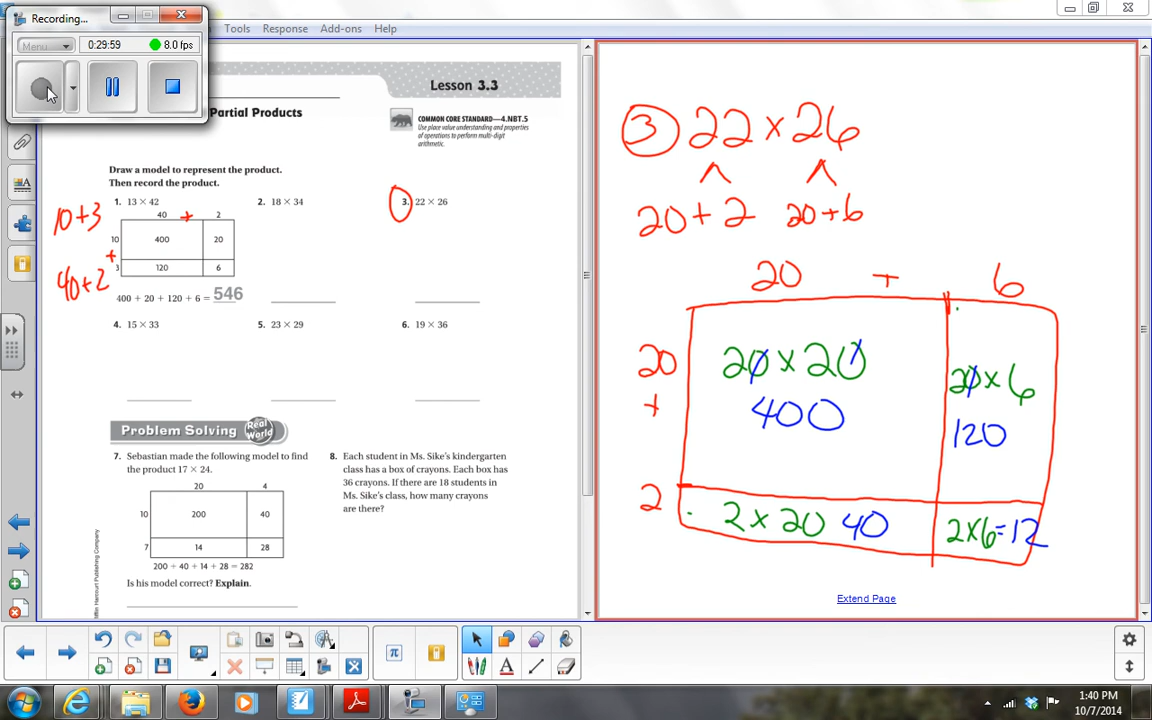 Recording...
Menu
0:29:59
8.0 fps
Tools Response Add-ons Help
Lesson 3.3
Partial Products
COMMON CORE STANDARD—4.NBT.5
Use place value understanding and properties
of operations to perform multi-digit
arithmetic.
Draw a model to represent the product.
Then record the product.
1. 13 × 42
2. 18 × 34
3. 22 × 26
10+3
40 + 2
10 400 20
+
3 120 6
40+2
400 + 20 + 120 + 6 = 546
4. 15 × 33
5. 23 × 29
6. 19 × 36
Problem Solving Real World
7. Sebastian made the following model to find
the product 17 × 24.
20 4
10 200 40
7 14 28
200 + 40 + 14 + 28 = 282
Is his model correct? Explain.
8. Each student in Ms. Sike's kindergarten
class has a box of crayons. Each box has
36 crayons. If there are 18 students in
Ms. Sike's class, how many crayons
are there?
ifflin Harcourt Publishing Company
3 22 × 26
20+2 20+6
20 + 6
20 20×20 20×6
+ 400 120
2 2×20 40 2×6=12
Extend Page
π
A
1:40 PM
10/7/2014